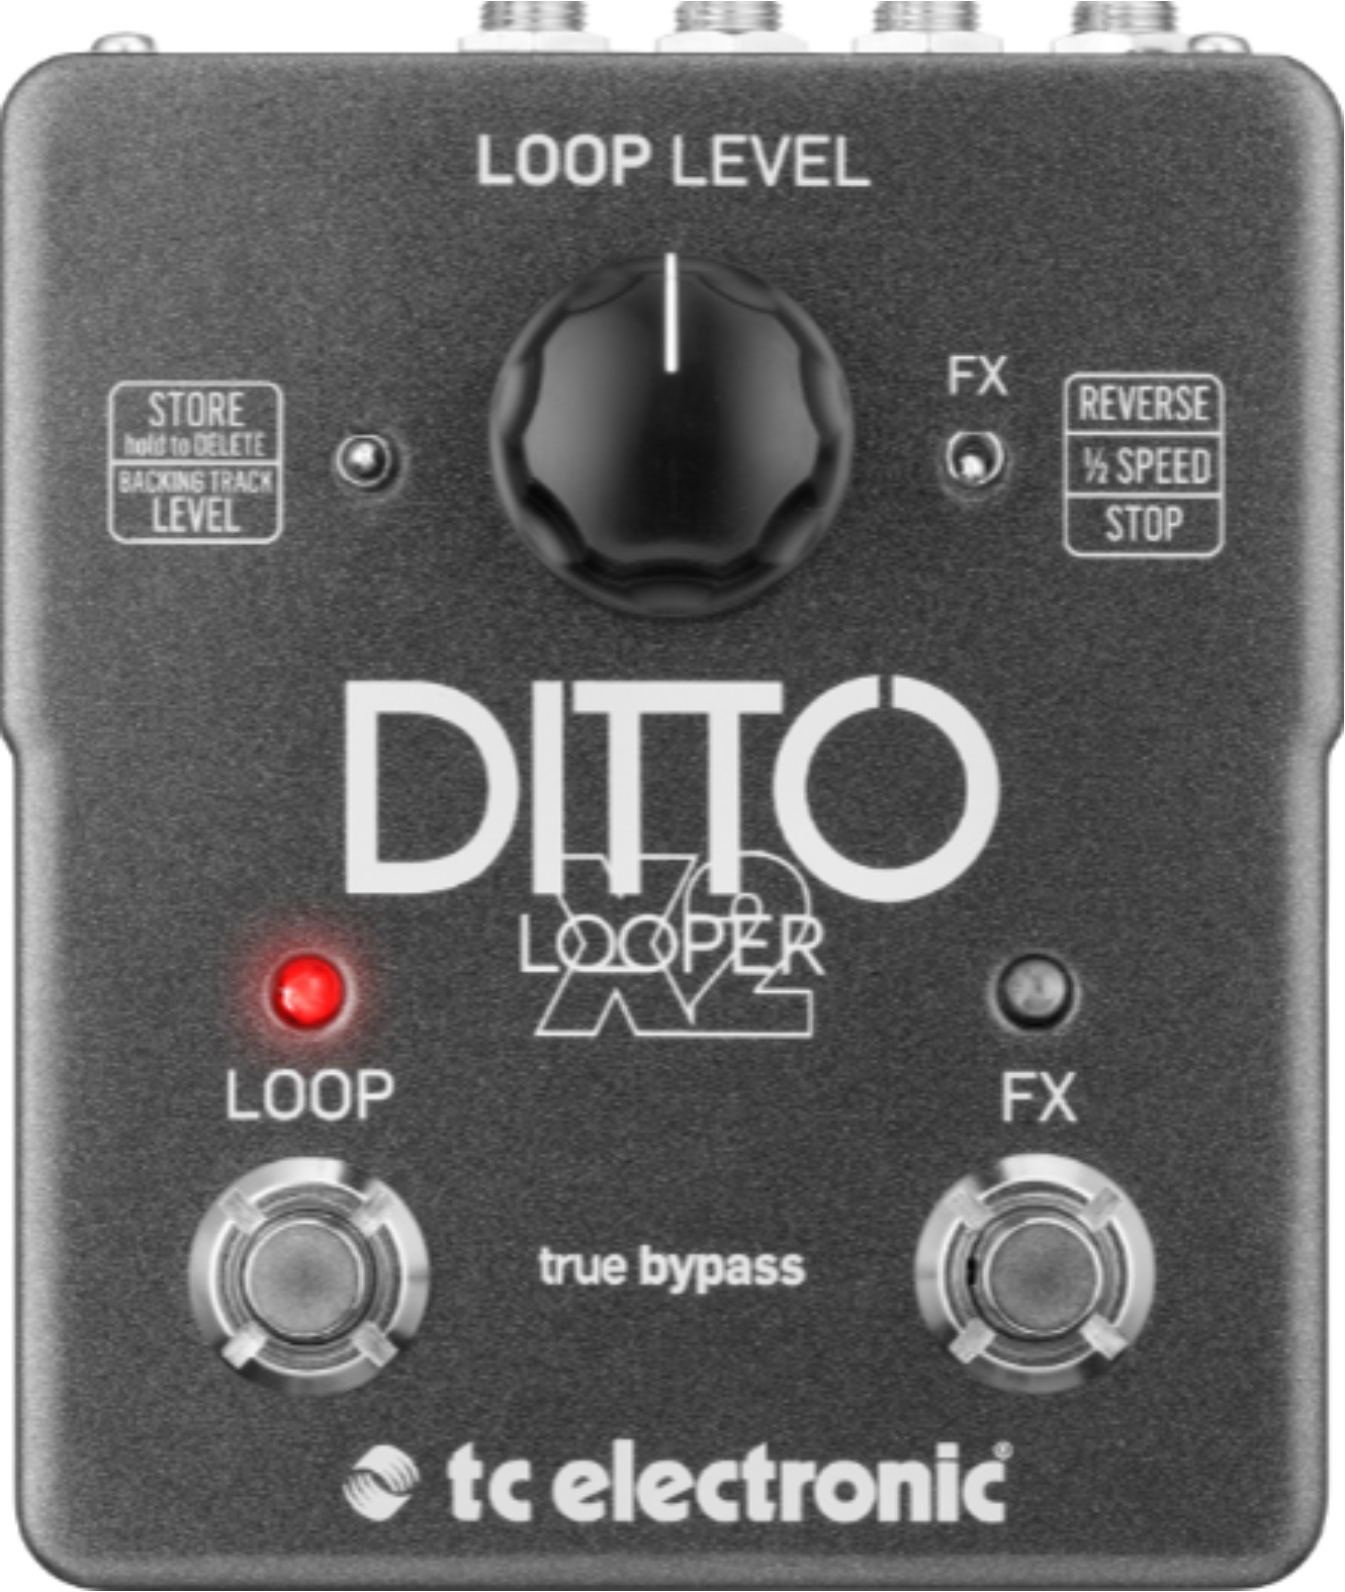 LOOP LEVEL
FX
STORE
hold to DELETE
BACKING TRACK
LEVEL
REVERSE
½ SPEED
STOP
DITTO
X2
LOOPER
LOOP
FX
true bypass
tc electronic®